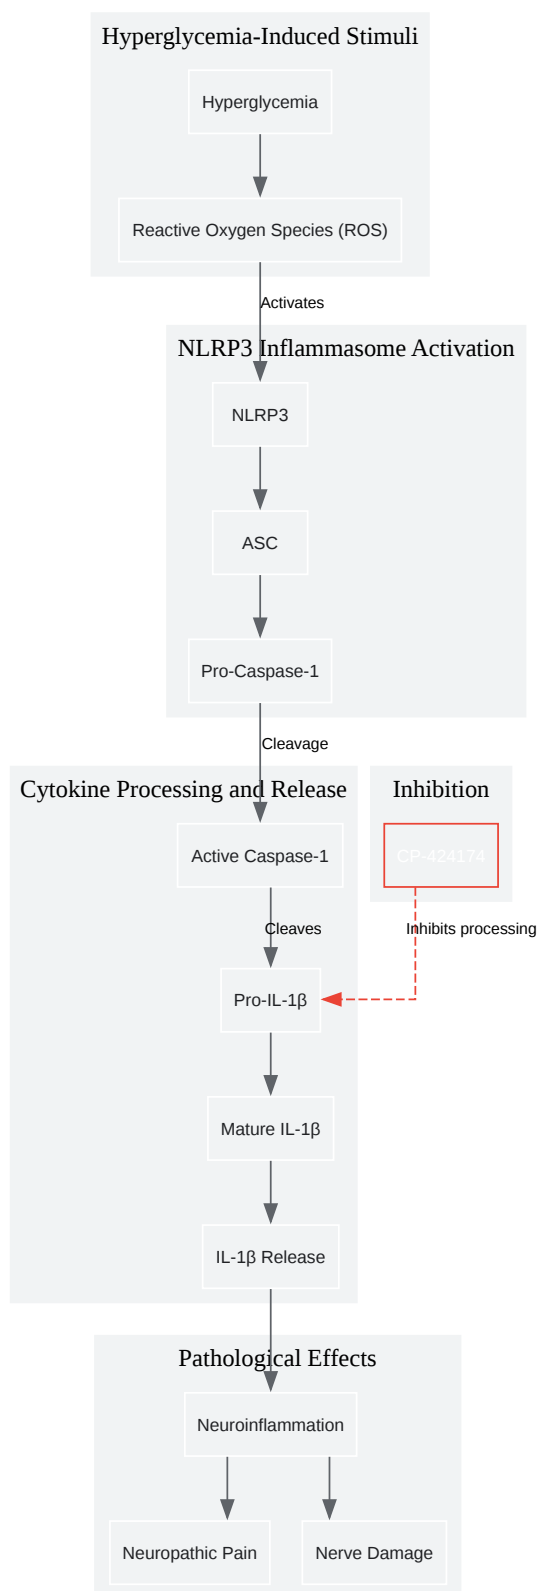 Hyperglycemia-Induced Stimuli
Hyperglycemia
Reactive Oxygen Species (ROS)
Activates
NLRP3 Inflammasome Activation
NLRP3
ASC
Pro-Caspase-1
Cleavage
Cytokine Processing and Release
Inhibition
Active Caspase-1
CP-424174
Cleaves
Inhibits processing
Pro-IL-1β
Mature IL-1β
IL-1β Release
Pathological Effects
Neuroinflammation
Neuropathic Pain
Nerve Damage